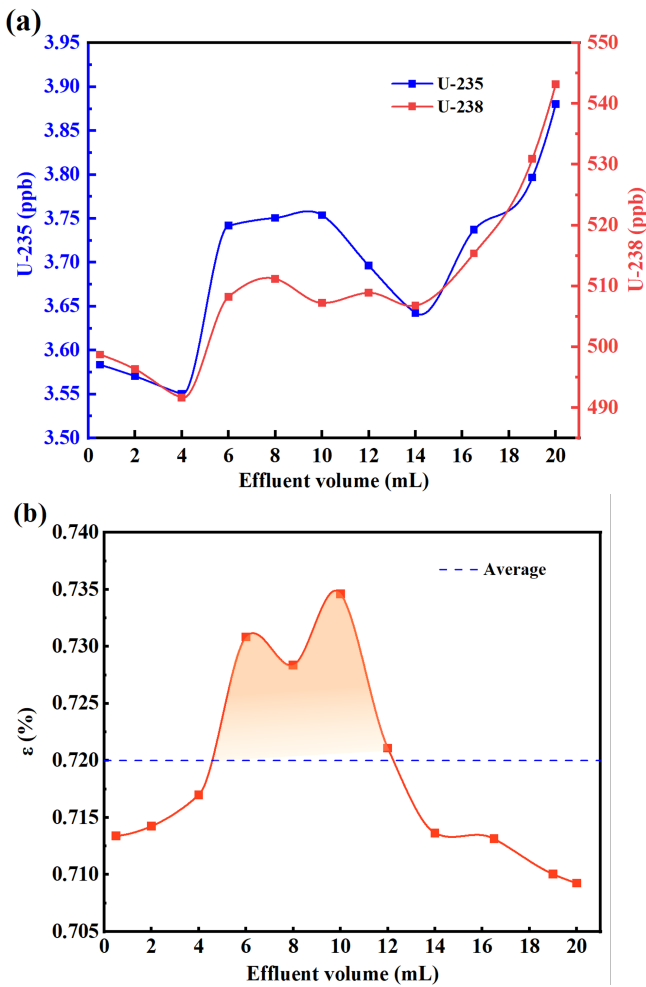 (a)
U-235 (ppb)
3.95
3.90
3.85
3.80
3.75
3.70
3.65
3.60
3.55
3.50
U-235
U-238
550
540
530
520
510
500
490
U-238 (ppb)
0 2 4 6 8 10 12 14 16 18 20
Effluent volume (mL)
(b)
ε (%)
0.740
0.735
0.730
0.725
0.720
0.715
0.710
0.705
Average
0 2 4 6 8 10 12 14 16 18 20
Effluent volume (mL)